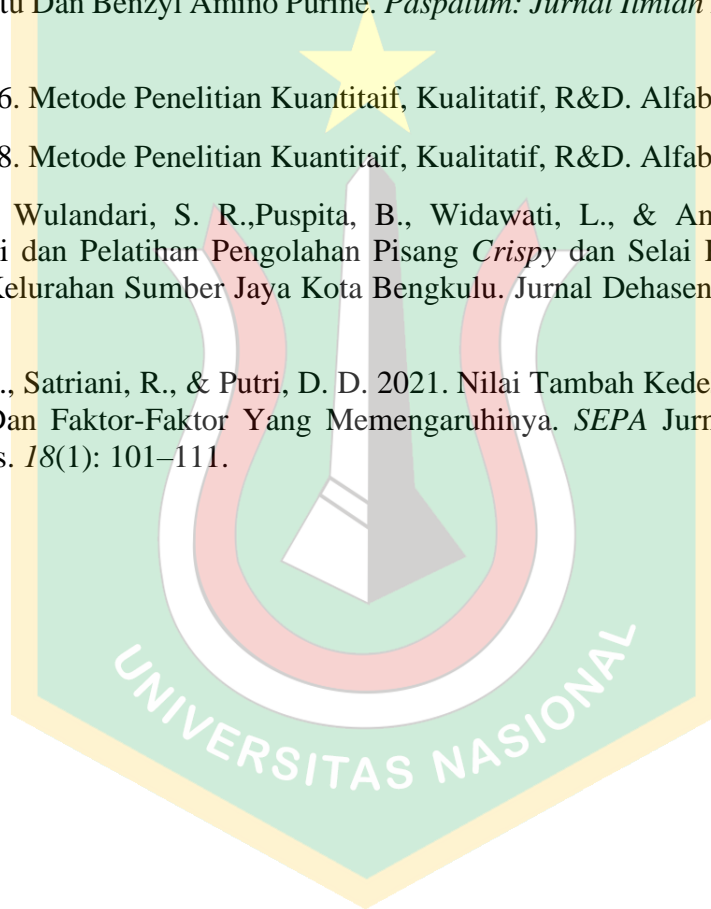 tu Dan Benzyl Amino Purine. Paspalum: Jurnal Ilmiah
6. Metode Penelitian Kuantitaif, Kualitatif, R&D. Alfab
8. Metode Penelitian Kuantitaif, Kualitatif, R&D. Alfab
Wulandari, S. R.,Puspita, B., Widawati, L., & An
i dan Pelatihan Pengolahan Pisang Crispy dan Selai
Kelurahan Sumber Jaya Kota Bengkulu. Jurnal Dehasen
., Satriani, R., & Putri, D. D. 2021. Nilai Tambah Kede
Dan Faktor-Faktor Yang Memengaruhinya. SEPA Jurn
s. 18(1): 101–111.
UNIVERSITAS NASIONAL